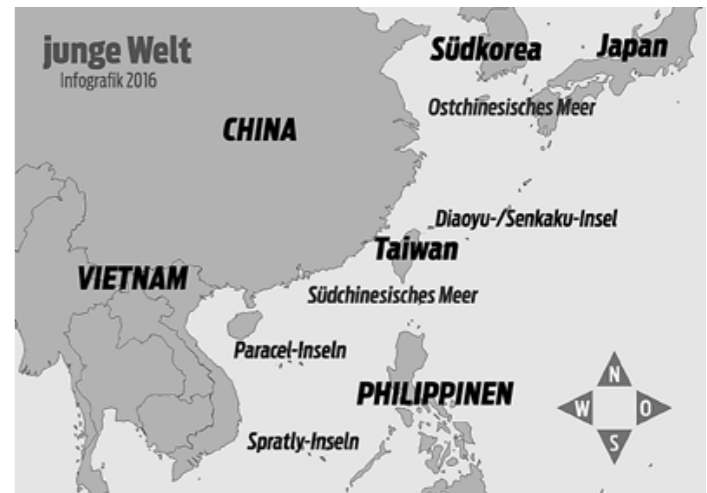 junge Welt
Infografik 2016
Südkorea
Japan
Ostchinesisches Meer
CHINA
Diaoyu-/Senkaku-Insel
Taiwan
VIETNAM
Südchinesisches Meer
Paracel-Inseln
PHILIPPINEN
N
W O
S
Spratly-Inseln